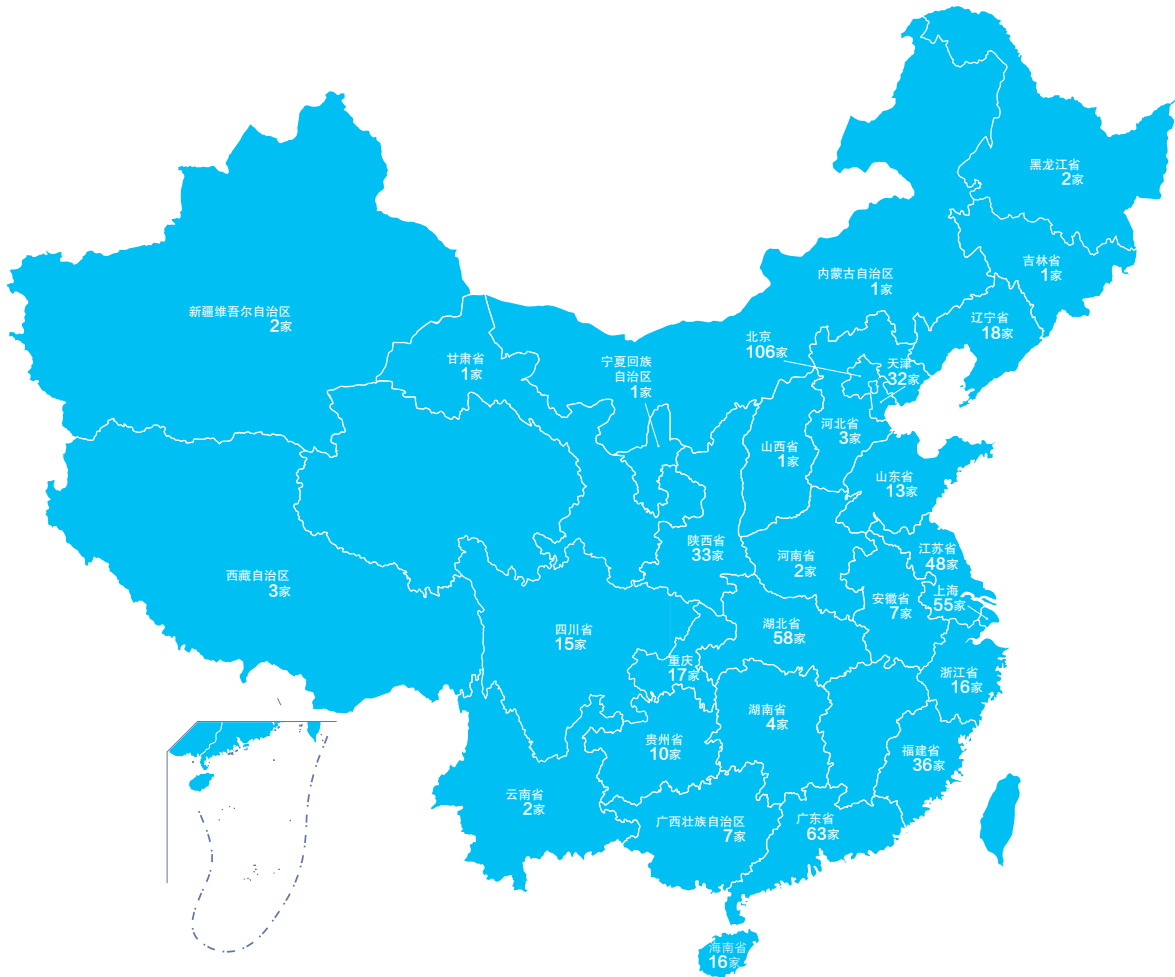 黑龙江省
2家
吉林省
1家
内蒙古自治区
1家
辽宁省
18家
新疆维吾尔自治区
2家
北京
106家
甘肃省
1家
宁夏回族
自治区
1家
天津
32家
河北省
3家
山西省
1家
山东省
13家
陕西省
33家
河南省
2家
江苏省
48家
西藏自治区
3家
安徽省
7家
上海
55家
四川省
15家
湖北省
58家
重庆
17家
浙江省
16家
湖南省
4家
贵州省
10家
福建省
36家
云南省
2家
广西壮族自治区
7家
广东省
63家
海南省
16家